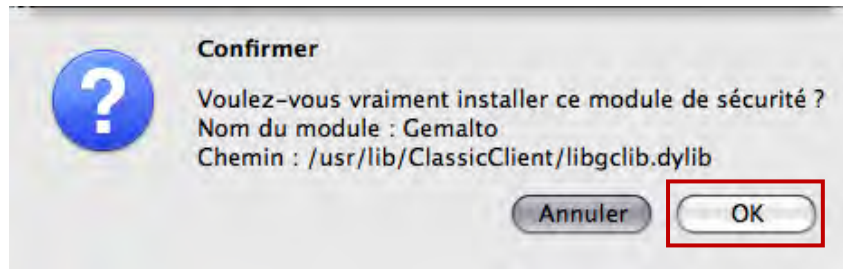 Confirmer
Voulez-vous vraiment installer ce module de sécurité ?
Nom du module : Gemalto
Chemin : /usr/lib/ClassicClient/libgclib.dylib
Annuler OK